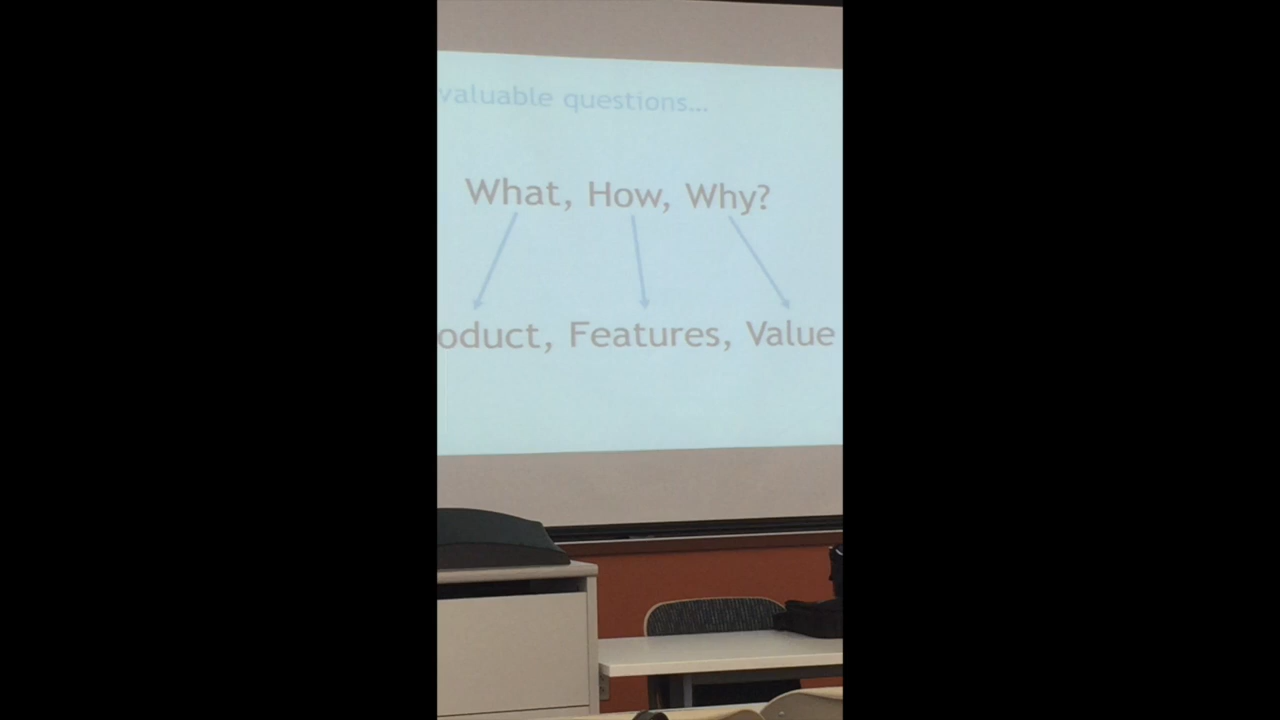 valuable questions...
What, How, Why?
oduct, Features, Value